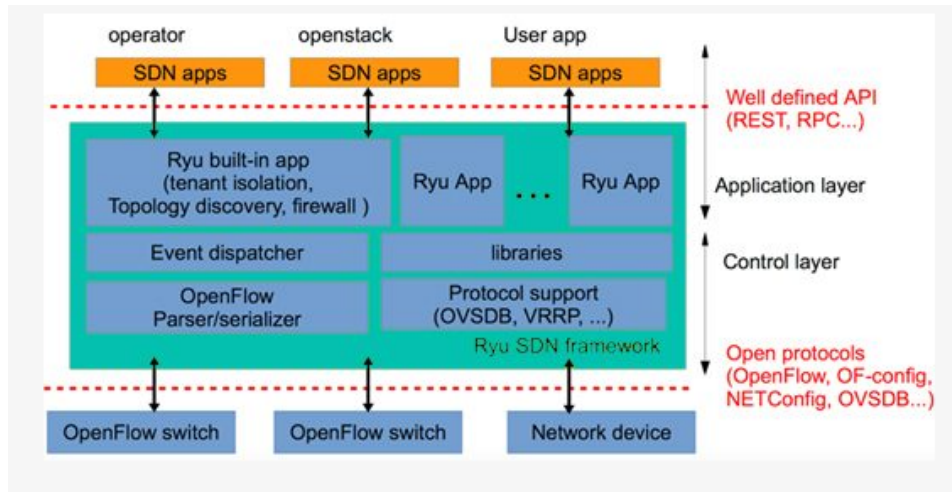 operator
openstack
User app
SDN apps
SDN apps
SDN apps
Well defined API
(REST, RPC...)
Ryu built-in app
(tenant isolation,
Topology discovery, firewall )
Ryu App
...
Ryu App
Application layer
Event dispatcher
libraries
Control layer
OpenFlow
Parser/serializer
Protocol support
(OVSDB, VRRP, ...)
Ryu SDN framework
Open protocols
(OpenFlow, OF-config,
NETConfig, OVSDB...)
OpenFlow switch
OpenFlow switch
Network device